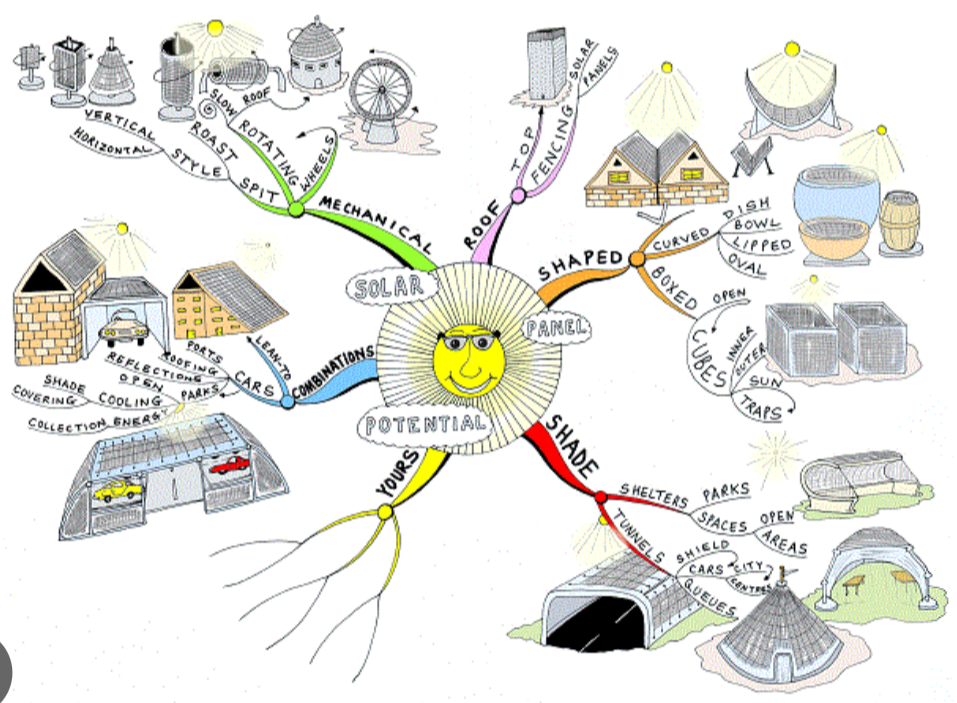 SOLAR
PANEL
POTENTIAL
MECHANICAL
ROTATING
SLOW
ROOF
WHEELS
SPIT
ROAST
STYLE
VERTICAL
HORIZONTAL
ROOF
TOP
FENCING
SOLAR
PANELS
SHAPED
CURVED
DISH
BOWL
LIPPED
OVAL
BOXED
CUBES
OPEN
INNER
OUTER
SUN
TRAPS
SHADE
SHELTERS
PARKS
SPACES
OPEN
AREAS
TUNNELS
SHIELD
CARS
CITY
CENTRES
QUEUES
YOURS
COMBINATIONS
LEAN-TO
CARS
PORTS
ROOFING
REFLECTIONS
PARKS
OPEN
COOLING
SHADE
COVERING
ENERGY
COLLECTION